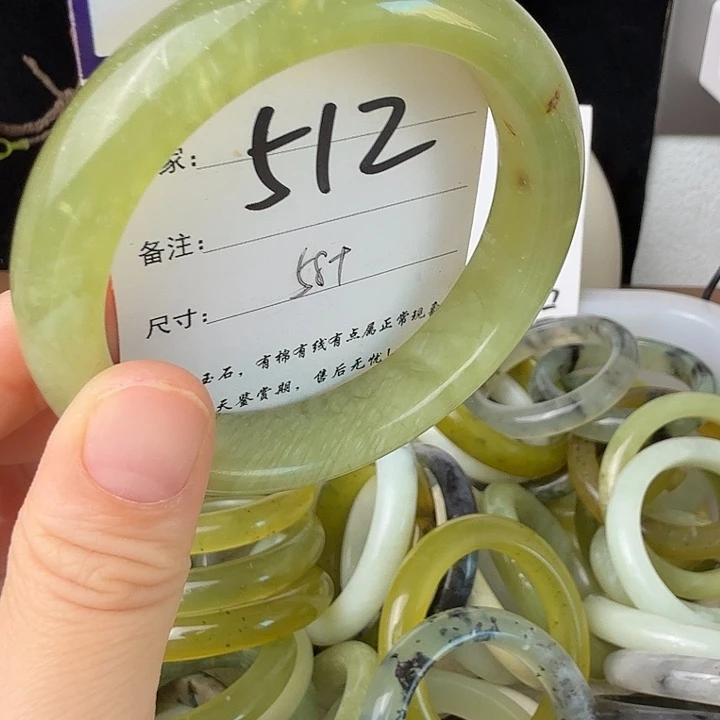 家: 512
备注:
尺寸: 58+
玉石，有棉有线有点属正常现象
天鉴赏期，售后无忧!